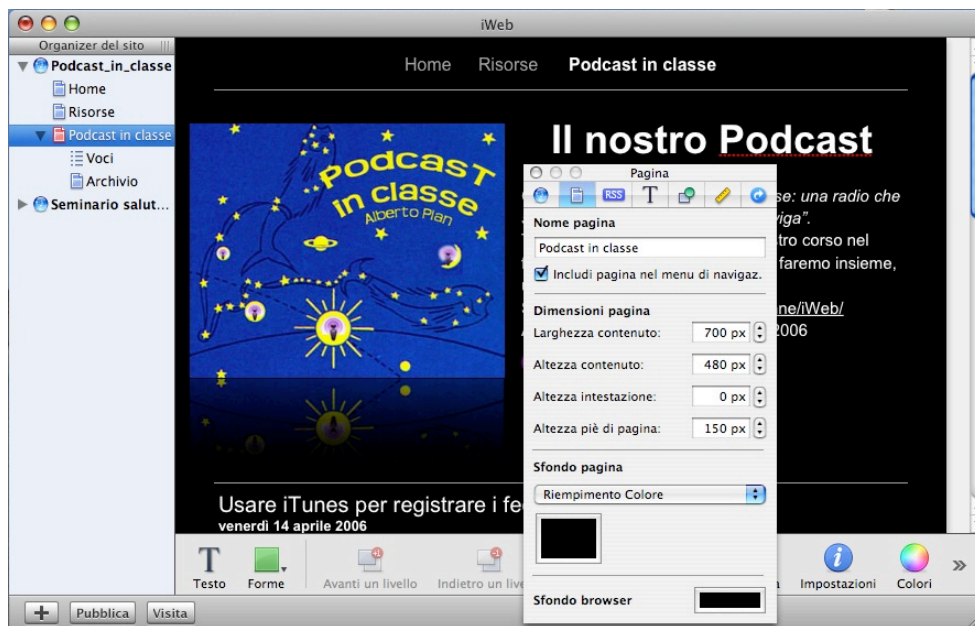 iWeb
Organizer del sito
Podcast_in_classe
Home
Risorse
Podcast in classe
Voci
Archivio
Seminario salut...
Home Risorse Podcast in classe
PodcasT
in classe
Alberto Pian
Il nostro Podcast
se: una radio che
viga”.
tro corso nel
faremo insieme,
ne/iWeb/
2006
Usare iTunes per registrare i fe
venerdì 14 aprile 2006
Pagina
RSS T
Nome pagina
Podcast in classe
Includi pagina nel menu di navigaz.
Dimensioni pagina
Larghezza contenuto: 700 px
Altezza contenuto: 480 px
Altezza intestazione: 0 px
Altezza piè di pagina: 150 px
Sfondo pagina
Riempimento Colore
Sfondo browser
T
Testo Forme Avanti un livello Indietro un live a Impostazioni Colori
Pubblica Visita